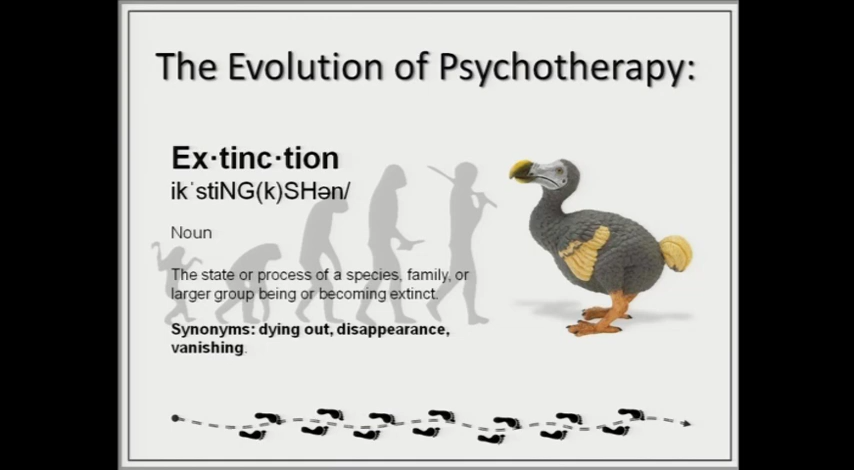 The Evolution of Psychotherapy:
Ex·tinc·tion
ikˈstiNG(k)SHən/
Noun
The state or process of a species, family, or
larger group being or becoming extinct.
Synonyms: dying out, disappearance,
vanishing.